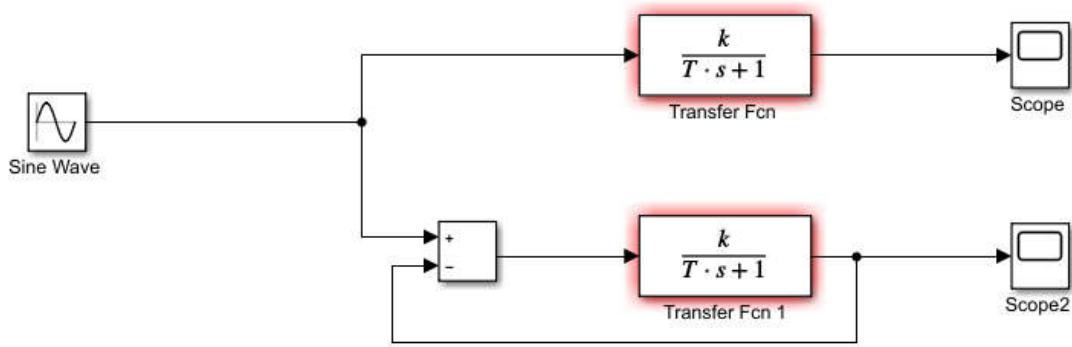 k
T · s + 1
Transfer Fcn
Scope
Sine Wave
+
−
k
T · s + 1
Transfer Fcn 1
Scope2